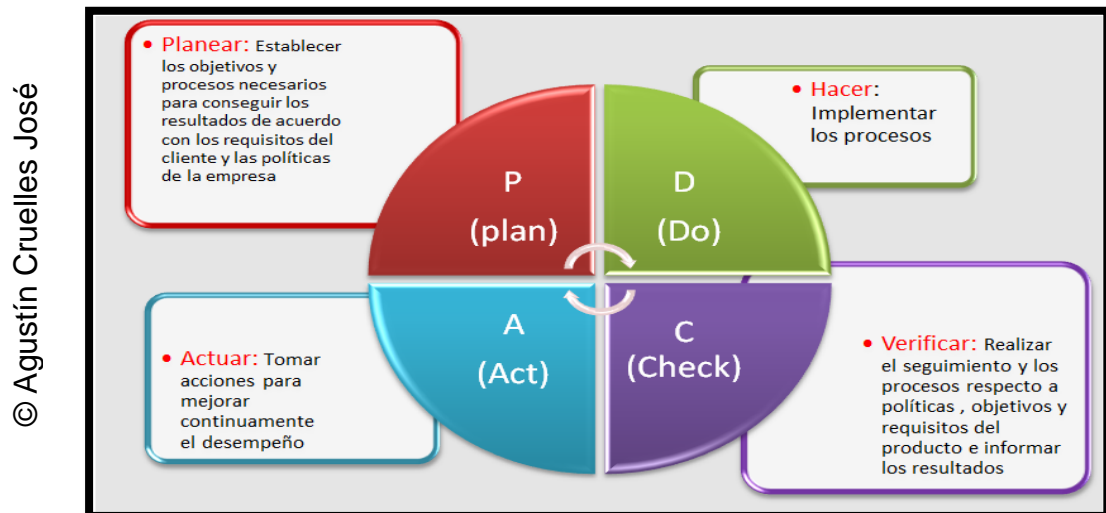 © Agustín Cruelles José
• Planear: Establecer
los objetivos y
procesos necesarios
para conseguir los
resultados de acuerdo
con los requisitos del
cliente y las políticas
de la empresa
• Hacer:
Implementar
los procesos
P
(plan)
D
(Do)
A
(Act)
C
(Check)
• Actuar: Tomar
acciones para
mejorar
continuamente
el desempeño
• Verificar: Realizar
el seguimiento y los
procesos respecto a
políticas , objetivos y
requisitos del
producto e informar
los resultados